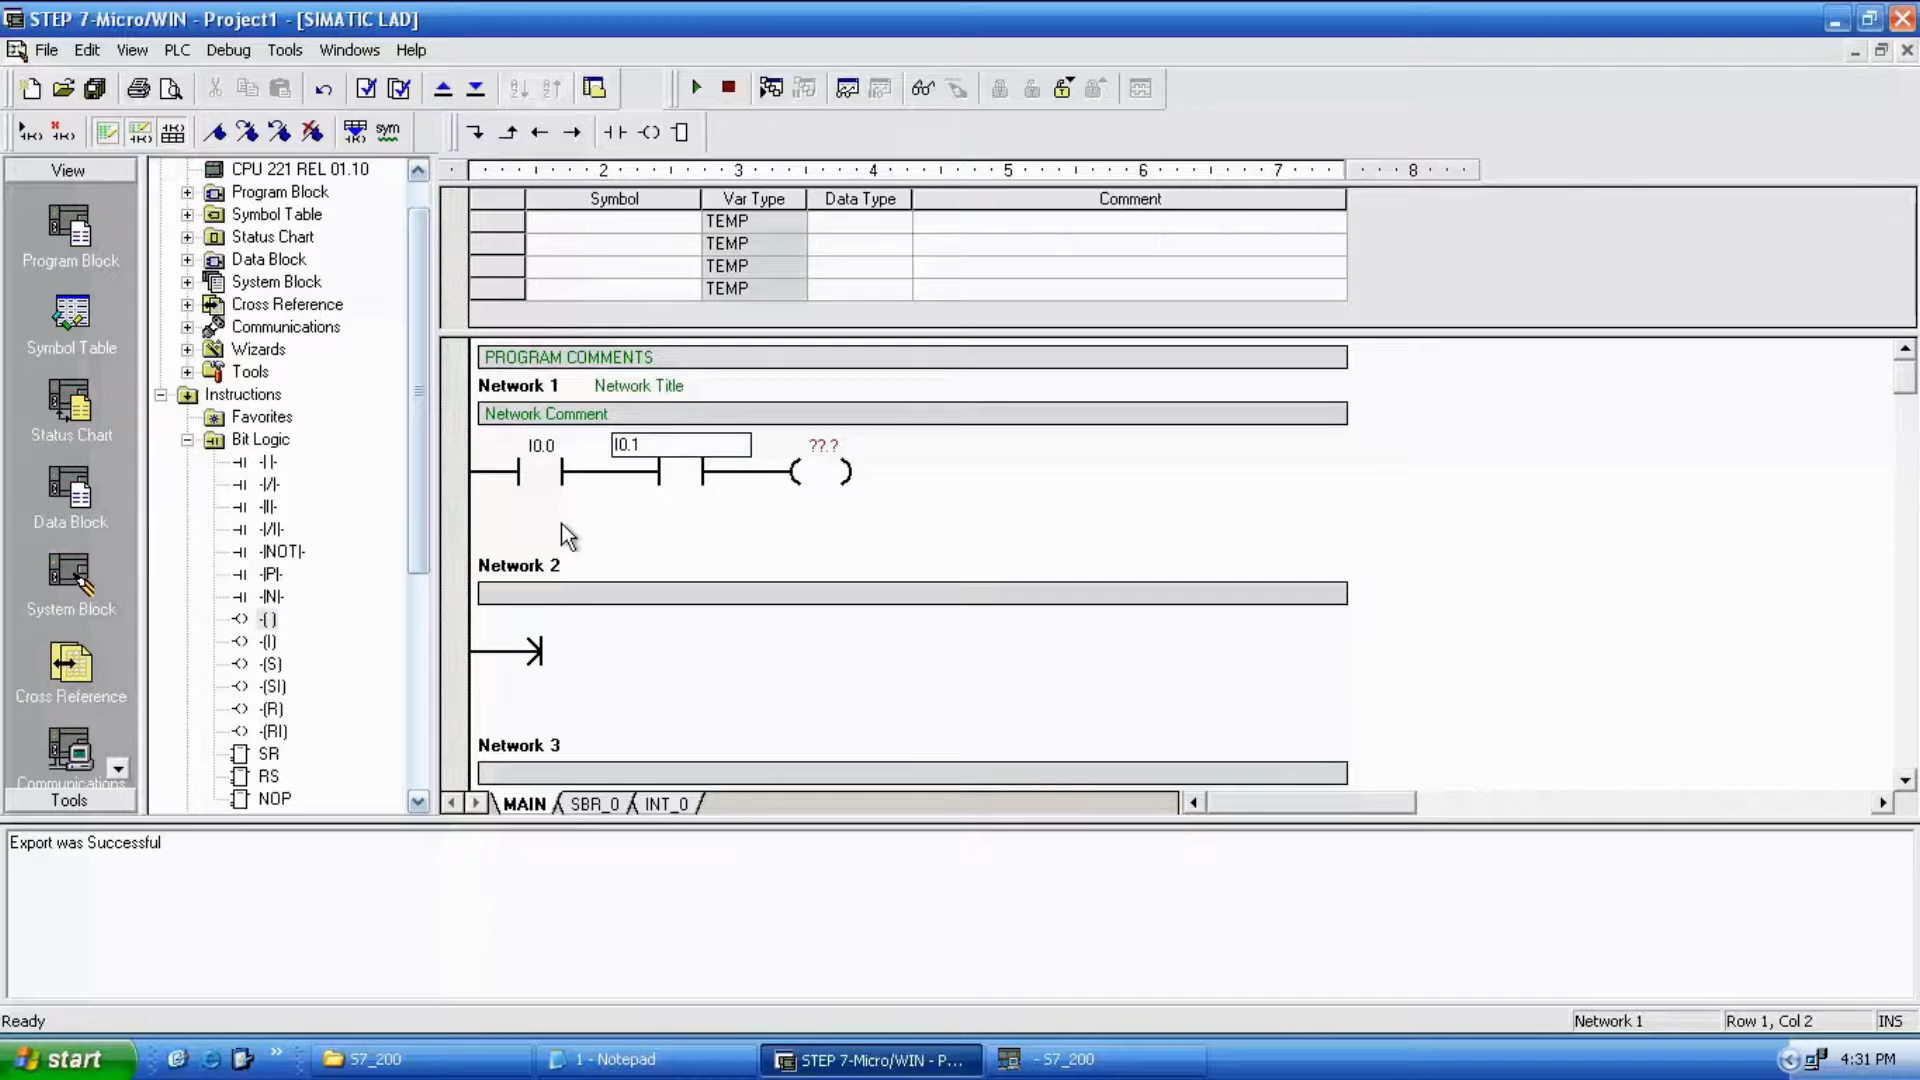 STEP 7-Micro/WIN - Project1 - [SIMATIC LAD]
File Edit View PLC Debug Tools Windows Help
sym
View
Program Block
Symbol Table
Status Chart
Data Block
System Block
Cross Reference
Communications
Tools
CPU 221 REL 01.10
Program Block
Symbol Table
Status Chart
Data Block
System Block
Cross Reference
Communications
Wizards
Tools
Instructions
Favorites
Bit Logic
-| |-
-|/|-
-|I|-
-|/I|-
-|NOT|-
-|P|-
-|N|-
-( )
-(I)
-(S)
-(SI)
-(R)
-(RI)
SR
RS
NOP
2 3 4 5 6 7 8
Symbol Var Type Data Type Comment
TEMP
TEMP
TEMP
TEMP
PROGRAM COMMENTS
Network 1 Network Title
Network Comment
I0.0 I0.1 ??.?
Network 2
Network 3
MAIN SBR_0 INT_0
Export was Successful
Ready Network 1 Row 1, Col 2 INS
start S7_200 1 - Notepad STEP 7-Micro/WIN - P... - S7_200 4:31 PM